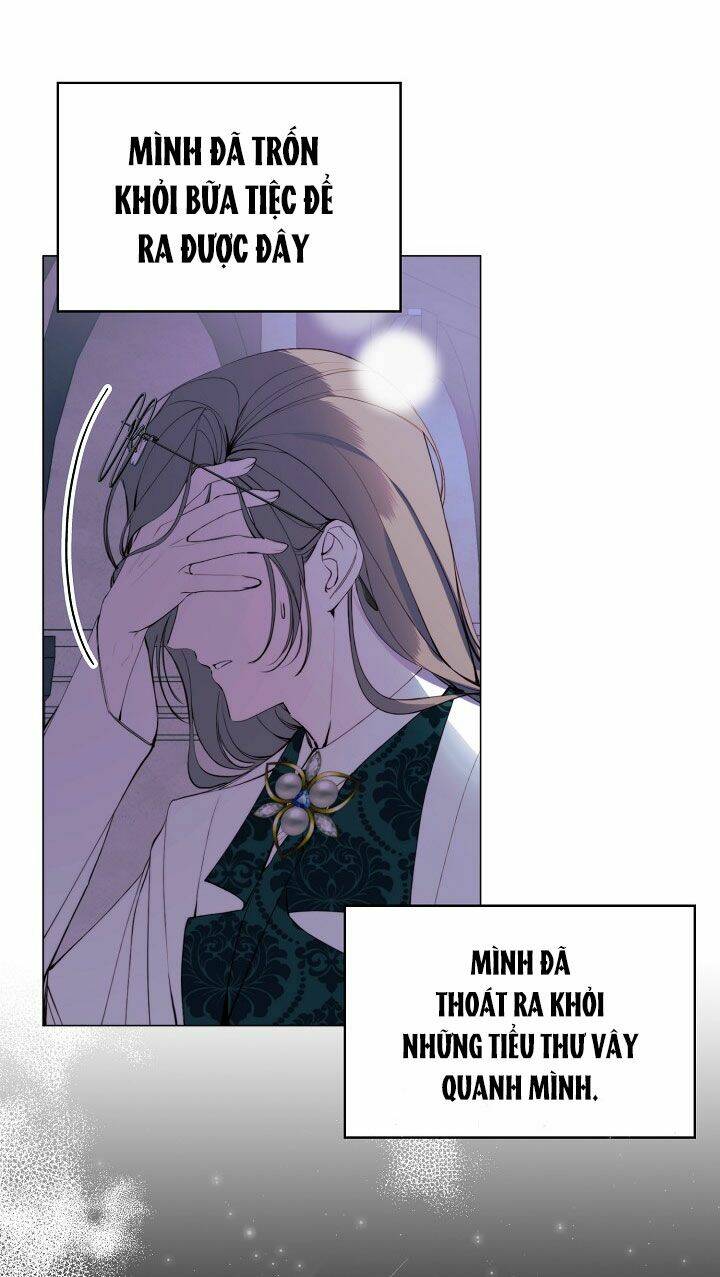 MÌNH ĐÃ TRỐN
KHỎI BỮA TIỆC ĐỂ
RA ĐƯỢC ĐÂY
MÌNH ĐÃ
THOÁT RA KHỎI
NHỮNG TIỂU THƯ VÂY
QUANH MÌNH.